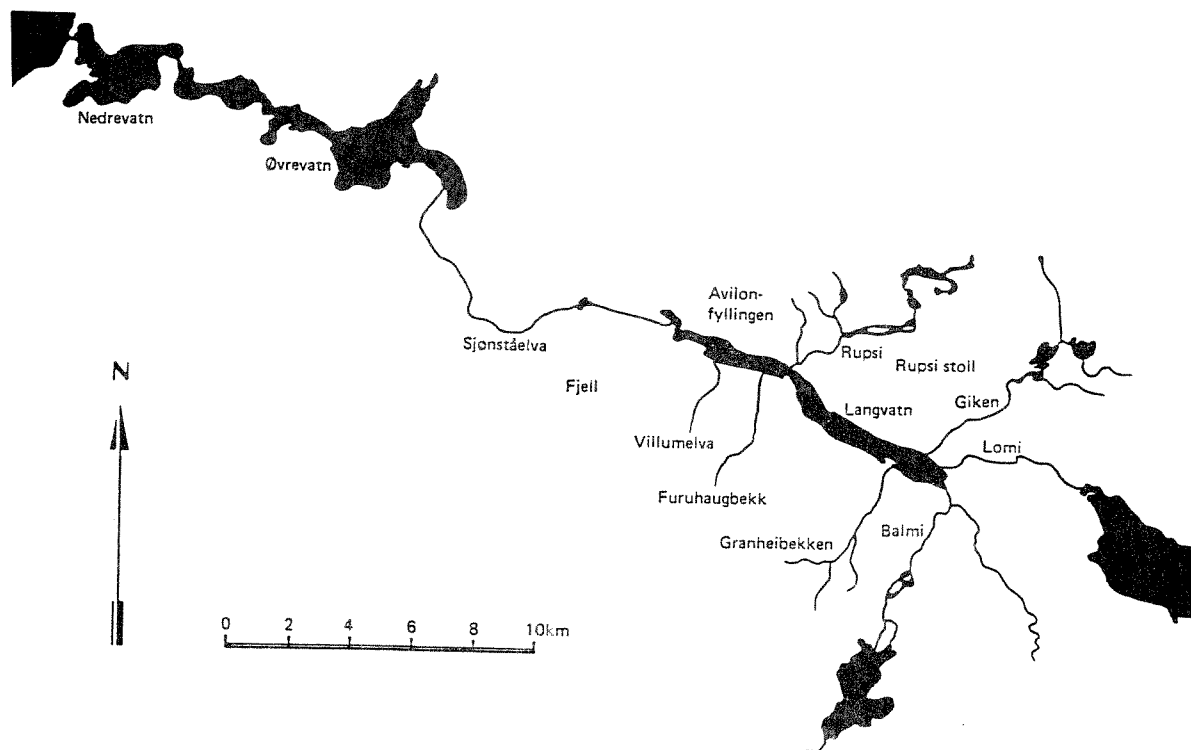 Nedrevatn
Øvrevatn
Avilon-
fyllingen
Sjønståelva
Rupsi
Rupsi stoll
Fjell
Langvatn
Giken
Villumelva
Lomi
Furuhaugbekk
Granheibekken
Balmi
N
0 2 4 6 8 10km